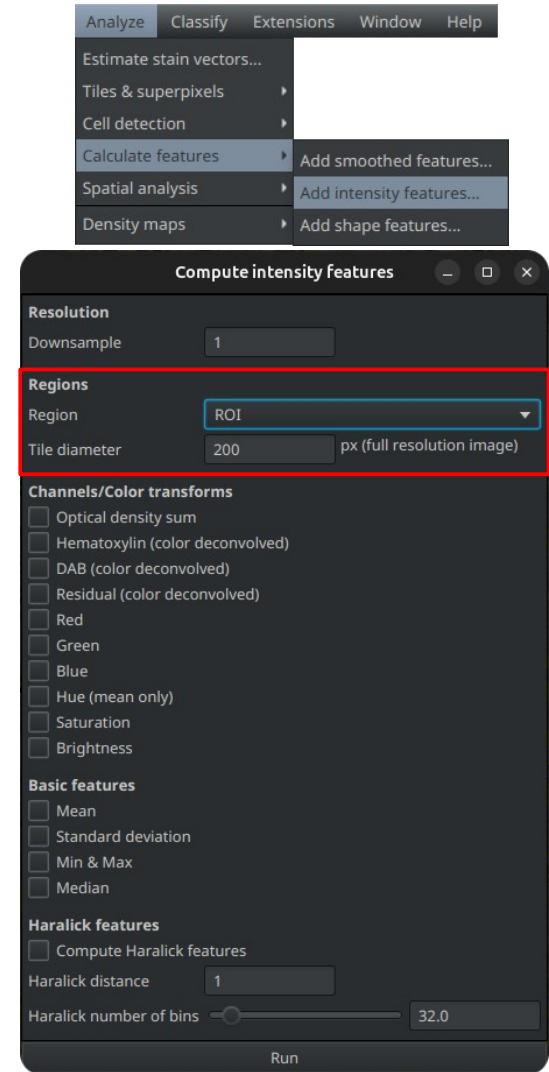 Analyze Classify Extensions Window Help
Estimate stain vectors...
Tiles & superpixels
Cell detection
Calculate features
Spatial analysis
Density maps
Add smoothed features...
Add intensity features...
Add shape features...
Compute intensity features
Resolution
Downsample 1
Regions
Region ROI
Tile diameter 200 px (full resolution image)
Channels/Color transforms
Optical density sum
Hematoxylin (color deconvolved)
DAB (color deconvolved)
Residual (color deconvolved)
Red
Green
Blue
Hue (mean only)
Saturation
Brightness
Basic features
Mean
Standard deviation
Min & Max
Median
Haralick features
Compute Haralick features
Haralick distance 1
Haralick number of bins 32.0
Run